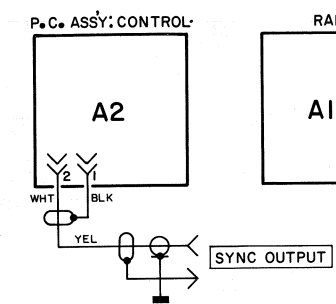 P.C. ASS'Y: CONTROL
RA
A2
A1
2 1
WHT BLK
YEL
SYNC OUTPUT